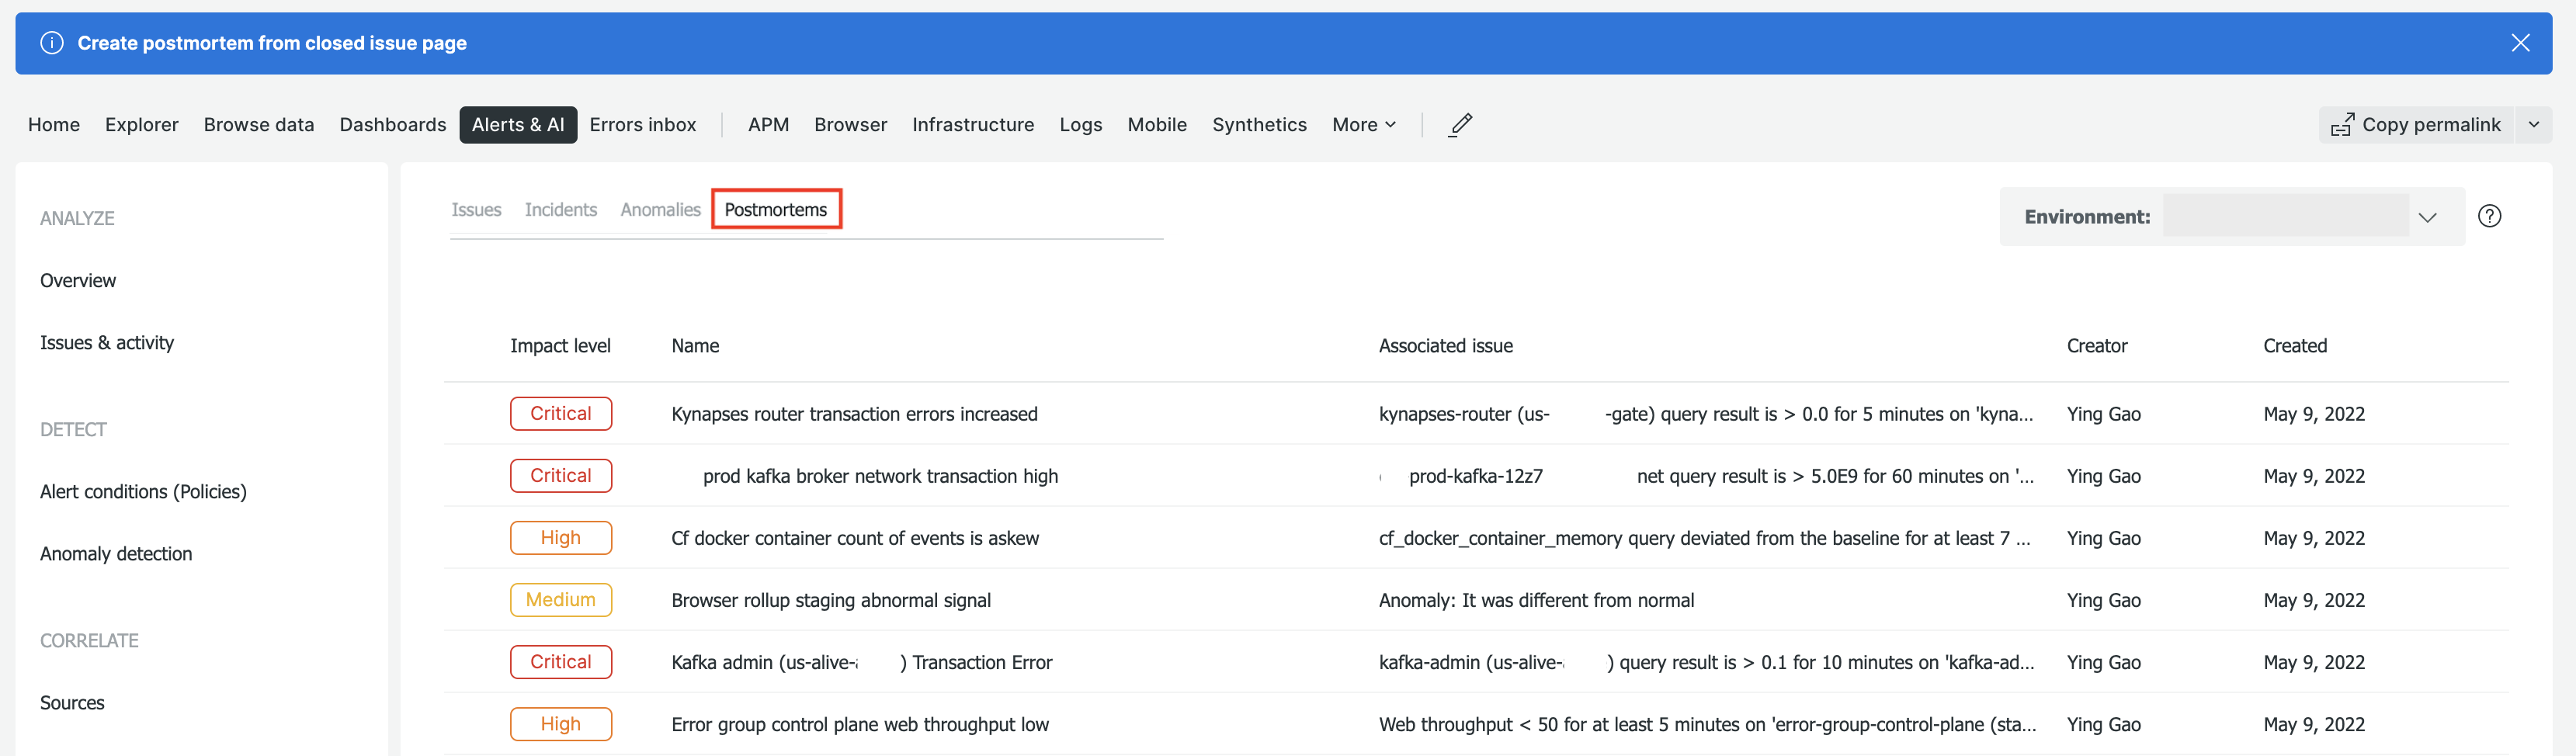 Create postmortem from closed issue page
Home Explorer Browse data Dashboards Alerts & AI Errors inbox APM Browser Infrastructure Logs Mobile Synthetics More Copy permalink
Issues Incidents Anomalies Postmortems
Environment:
ANALYZE
Overview
Issues & activity
DETECT
Alert conditions (Policies)
Anomaly detection
CORRELATE
Sources
Impact level Name Associated issue Creator Created
Critical Kynapses router transaction errors increased kynapses-router (us- -gate) query result is > 0.0 for 5 minutes on 'kyna... Ying Gao May 9, 2022
Critical prod kafka broker network transaction high prod-kafka-12z7 net query result is > 5.0E9 for 60 minutes on '... Ying Gao May 9, 2022
High Cf docker container count of events is askew cf_docker_container_memory query deviated from the baseline for at least 7 ... Ying Gao May 9, 2022
Medium Browser rollup staging abnormal signal Anomaly: It was different from normal Ying Gao May 9, 2022
Critical Kafka admin (us-alive- ) Transaction Error kafka-admin (us-alive- ) query result is > 0.1 for 10 minutes on 'kafka-ad... Ying Gao May 9, 2022
High Error group control plane web throughput low Web throughput < 50 for at least 5 minutes on 'error-group-control-plane (sta... Ying Gao May 9, 2022